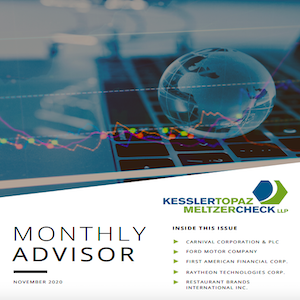 KESSLERTOPAZ
MELTZERCHECK LLP
MONTHLY
ADVISOR
NOVEMBER 2020
INSIDE THIS ISSUE
CARNIVAL CORPORATION & PLC
FORD MOTOR COMPANY
FIRST AMERICAN FINANCIAL CORP.
RAYTHEON TECHNOLOGIES CORP.
RESTAURANT BRANDS
INTERNATIONAL INC.